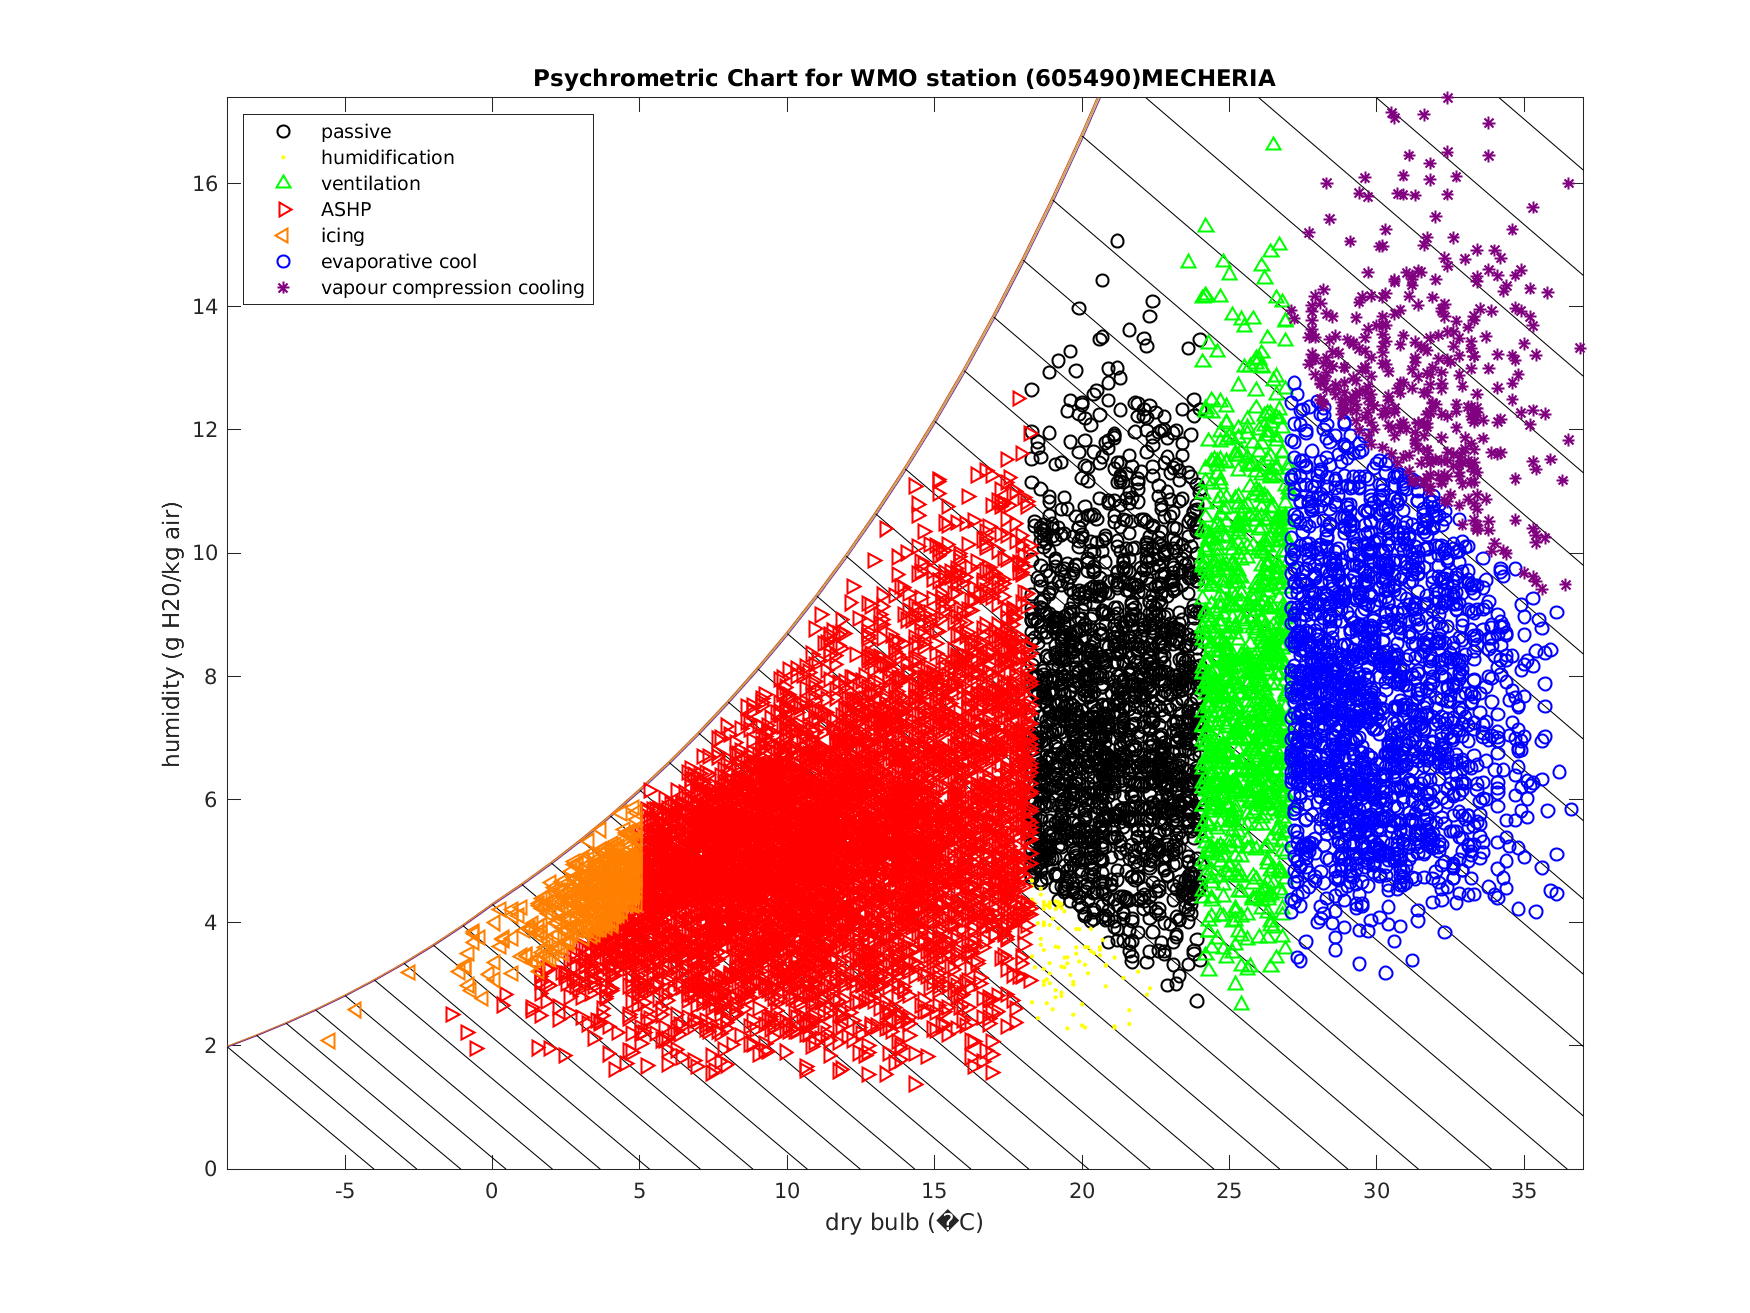 Psychrometric Chart for WMO station (605490)MECHERIA
passive
humidification
ventilation
ASHP
icing
evaporative cool
vapour compression cooling
humidity (g H20/kg air)
16
14
12
10
8
6
4
2
0
-5 0 5 10 15 20 25 30 35
dry bulb (�C)